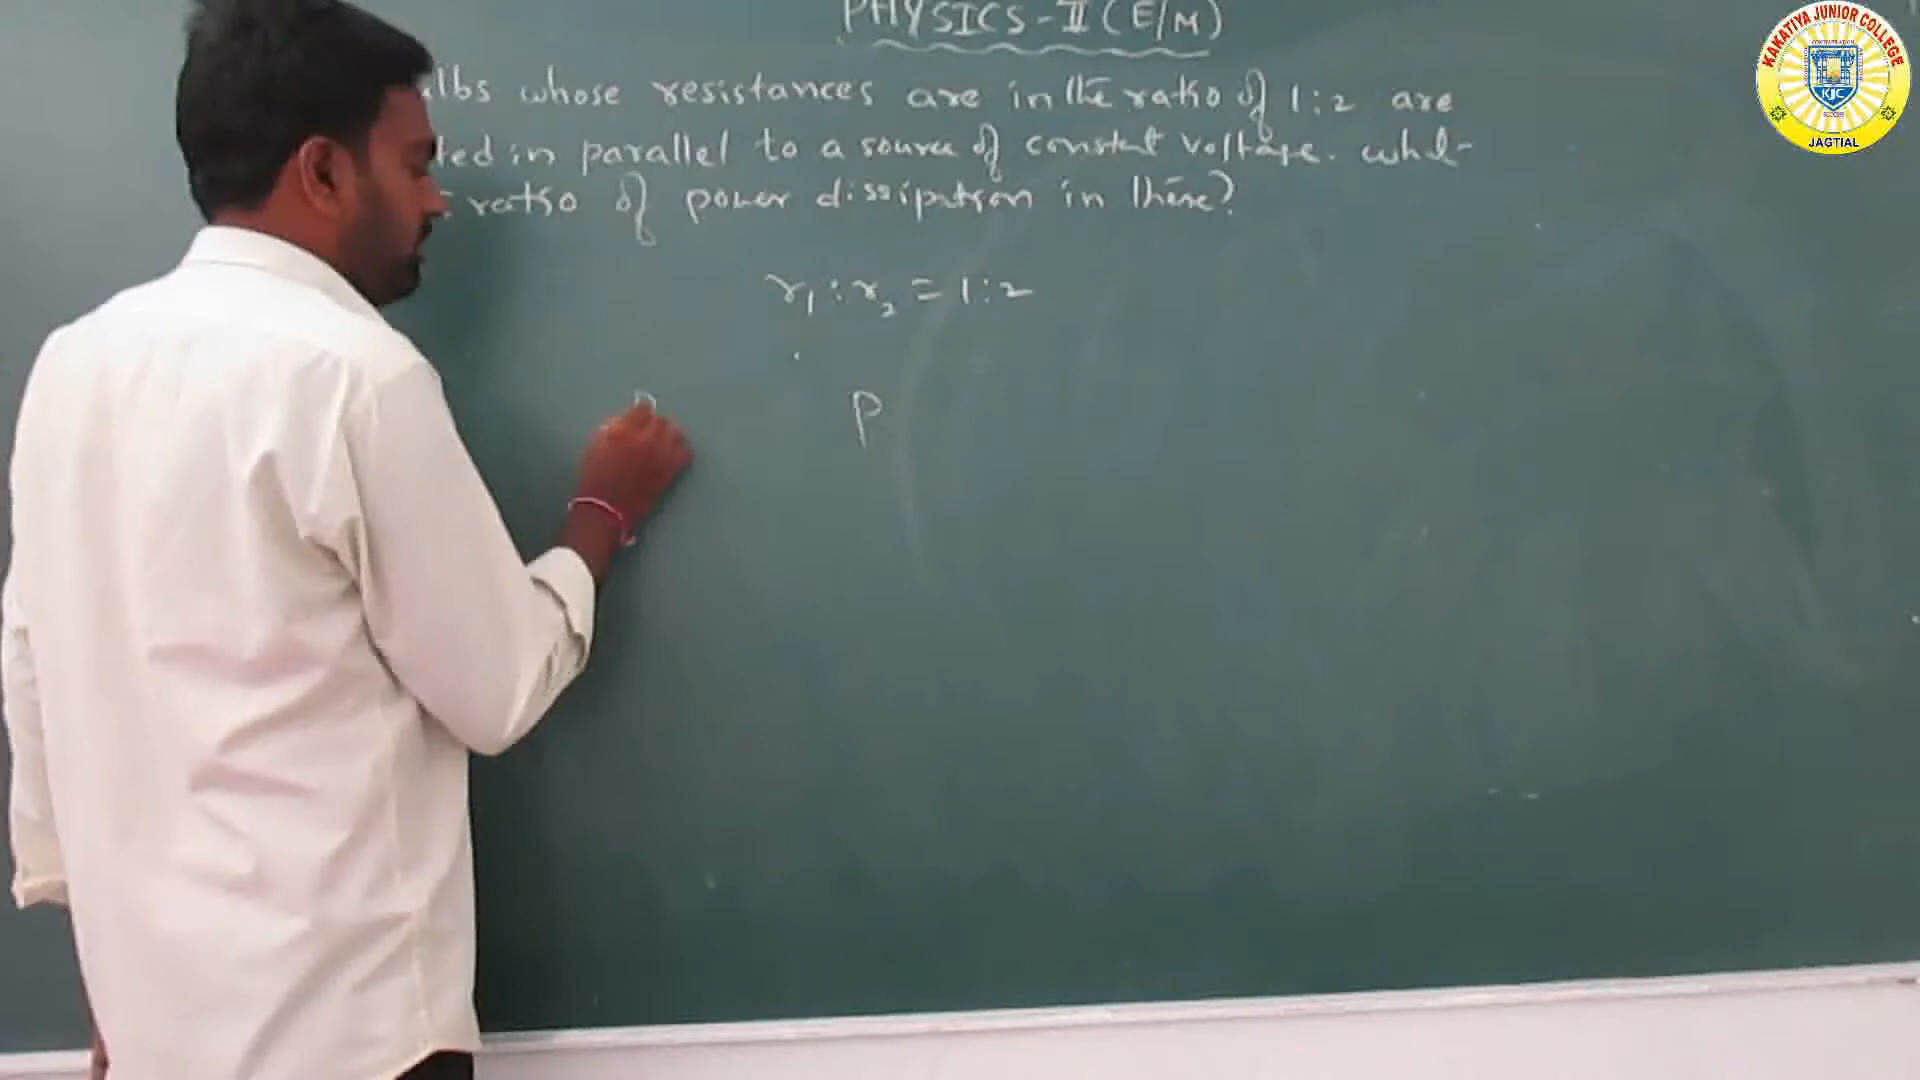 PHYSICS-II (E/M)
lbs whose resistances are in the ratio of 1:2 are
ted in parallel to a source of constant voltage.
ratio of power dissipation in these?
r₁ : r₂ = 1:2
P
KAKATIYA JUNIOR COLLEGE
KJC
JAGTIAL